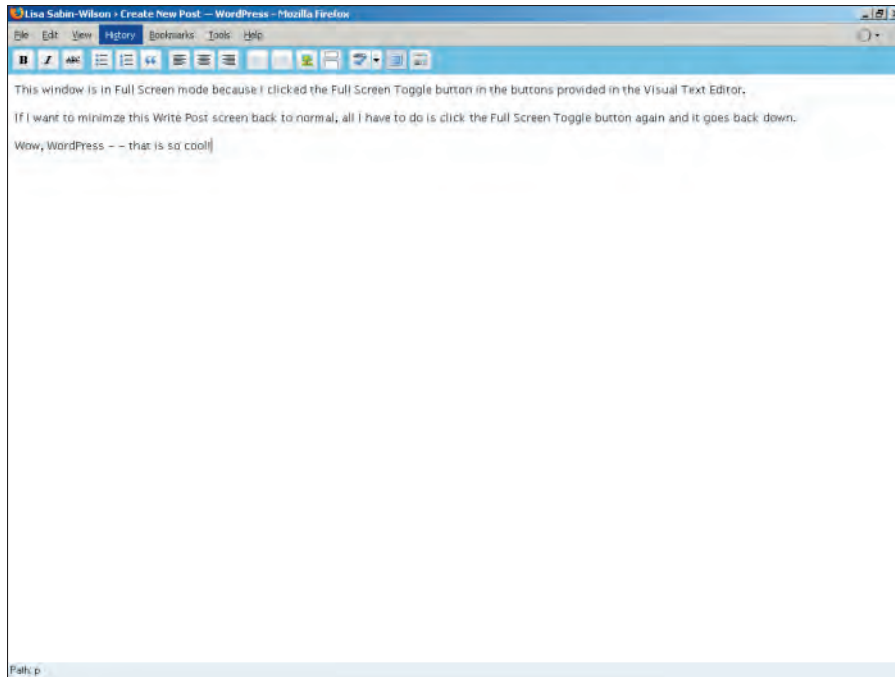 Lisa Sabin-Wilson › Create New Post — WordPress - Mozilla Firefox
File Edit View History Bookmarks Tools Help
B I ABC “
This window is in Full Screen mode because I clicked the Full Screen Toggle button in the buttons provided in the Visual Text Editor.
If I want to minimze this Write Post screen back to normal, all I have to do is click the Full Screen Toggle button again and it goes back down.
Wow, WordPress – – that is so cool!
Path: p